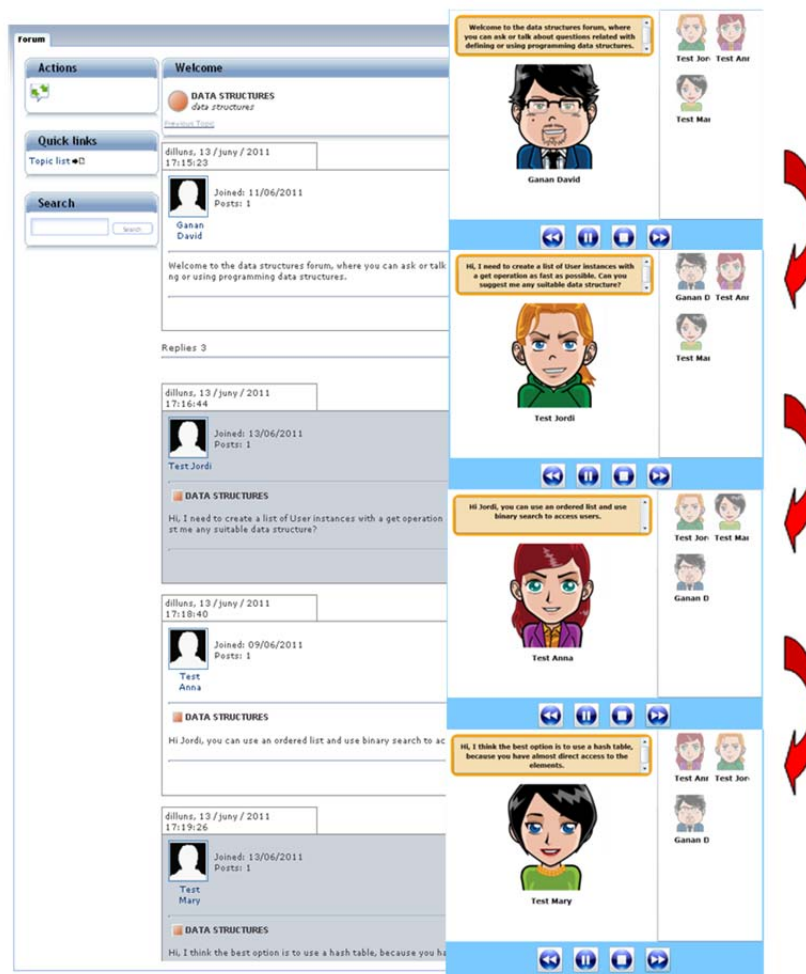 Forum
Actions
Quick links
Topic list
Search
Search
Welcome
DATA STRUCTURES
data structures
Previous Topic
dilluns, 13 / juny / 2011
17:15:23
Joined: 11/06/2011
Posts: 1
Ganan
David
Welcome to the data structures forum, where you can ask or talk
ng or using programming data structures.
Replies 3
dilluns, 13 / juny / 2011
17:16:44
Joined: 13/06/2011
Posts: 1
Test Jordi
DATA STRUCTURES
Hi, I need to create a list of User instances with a get operation
st me any suitable data structure?
dilluns, 13 / juny / 2011
17:18:40
Joined: 09/06/2011
Posts: 1
Test
Anna
DATA STRUCTURES
Hi Jordi, you can use an ordered list and use binary search to ac
dilluns, 13 / juny / 2011
17:19:26
Joined: 13/06/2011
Posts: 1
Test
Mary
DATA STRUCTURES
Hi, I think the best option is to use a hash table, because you ha
Welcome to the data structures forum, where
you can ask or talk about questions related with
defining or using programming data structures.
Ganan David
Test Jor Test Anr
Test Mar
Hi, I need to create a list of User instances with
a get operation as fast as possible. Can you
suggest me any suitable data structure?
Test Jordi
Ganan D Test Anr
Test Mar
Hi Jordi, you can use an ordered list and use
binary search to access users.
Test Anna
Test Jor Test Mar
Ganan D
Hi, I think the best option is to use a hash table,
because you have almost direct access to the
elements.
Test Mary
Test Anr Test Jor
Ganan D